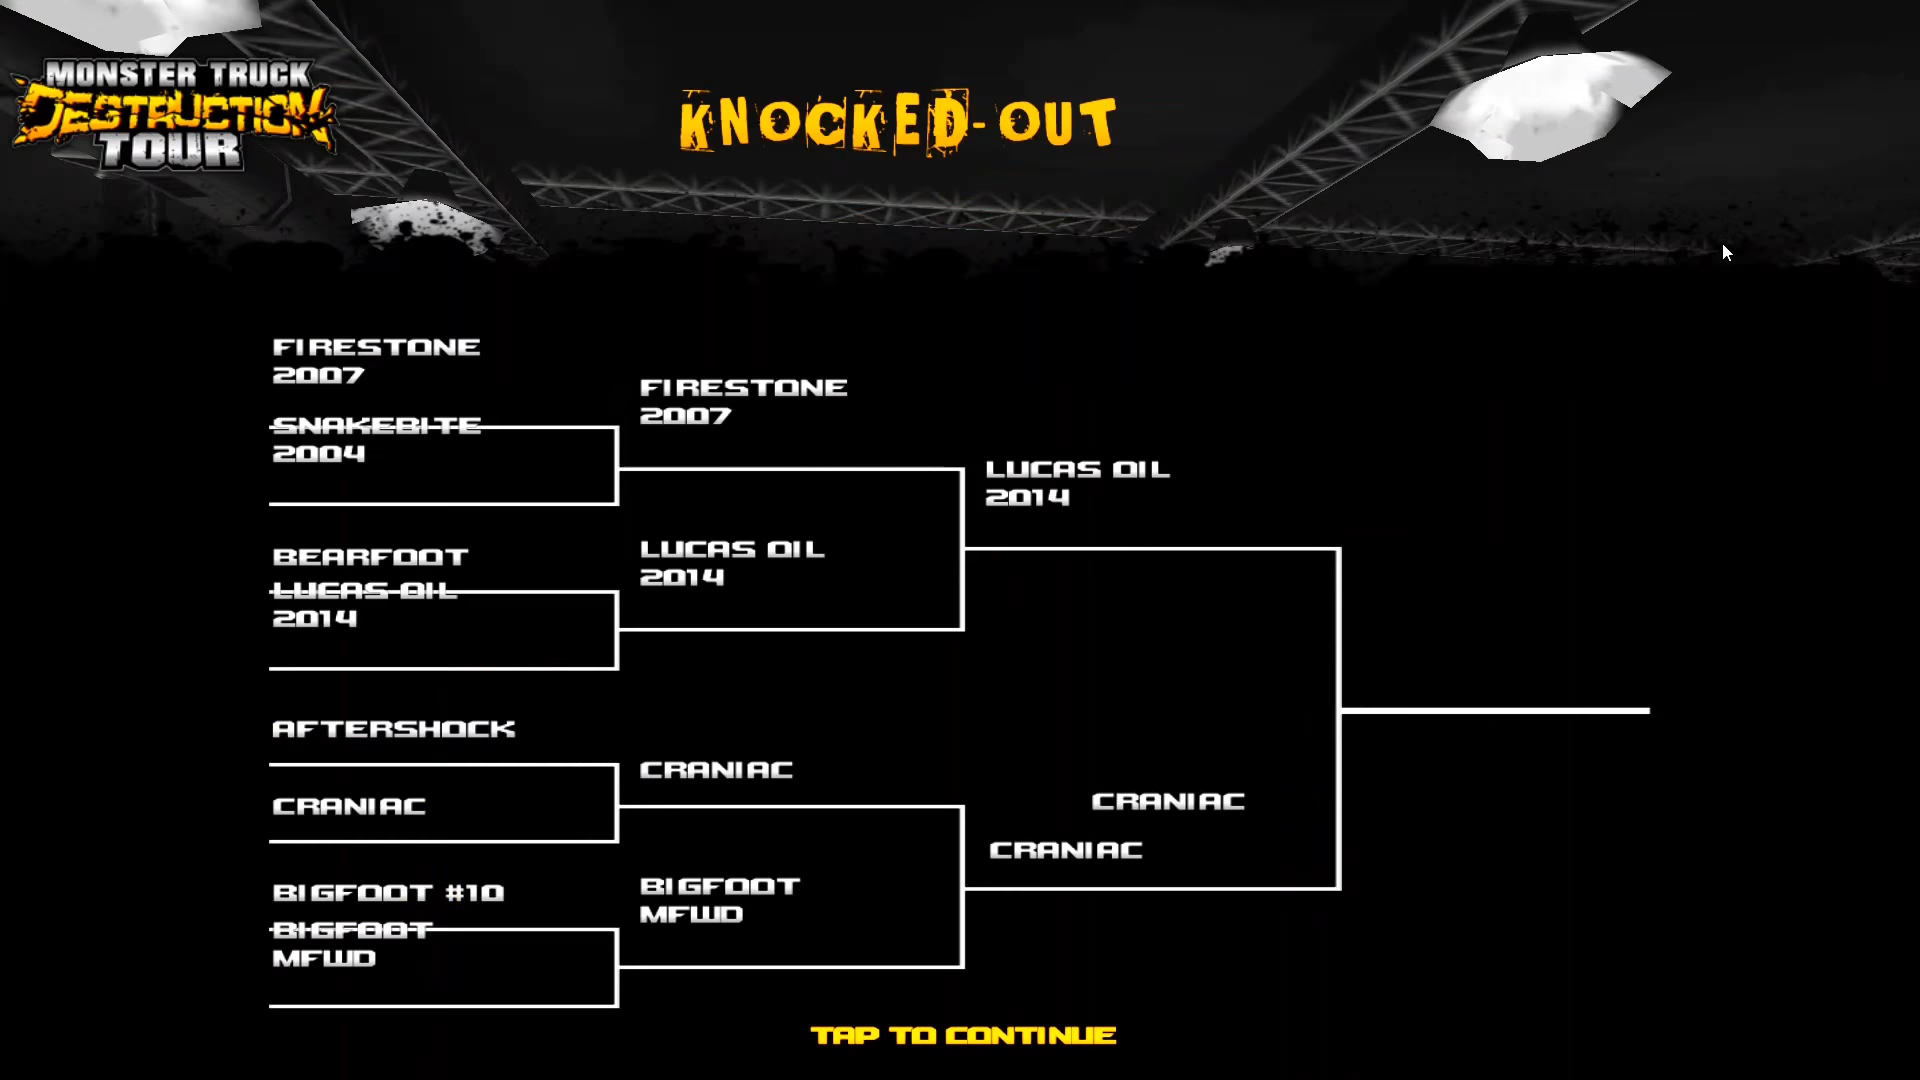 MONSTER TRUCK
DESTRUCTION
TOUR
KNOCKED-OUT
FIRESTONE
2007
SNAKEBITE
2004
BEARFOOT
LUCAS OIL
2014
AFTERSHOCK
CRANIAC
BIGFOOT #10
BIGFOOT
MFWD
FIRESTONE
2007
LUCAS OIL
2014
CRANIAC
BIGFOOT
MFWD
LUCAS OIL
2014
CRANIAC
CRANIAC
TAP TO CONTINUE